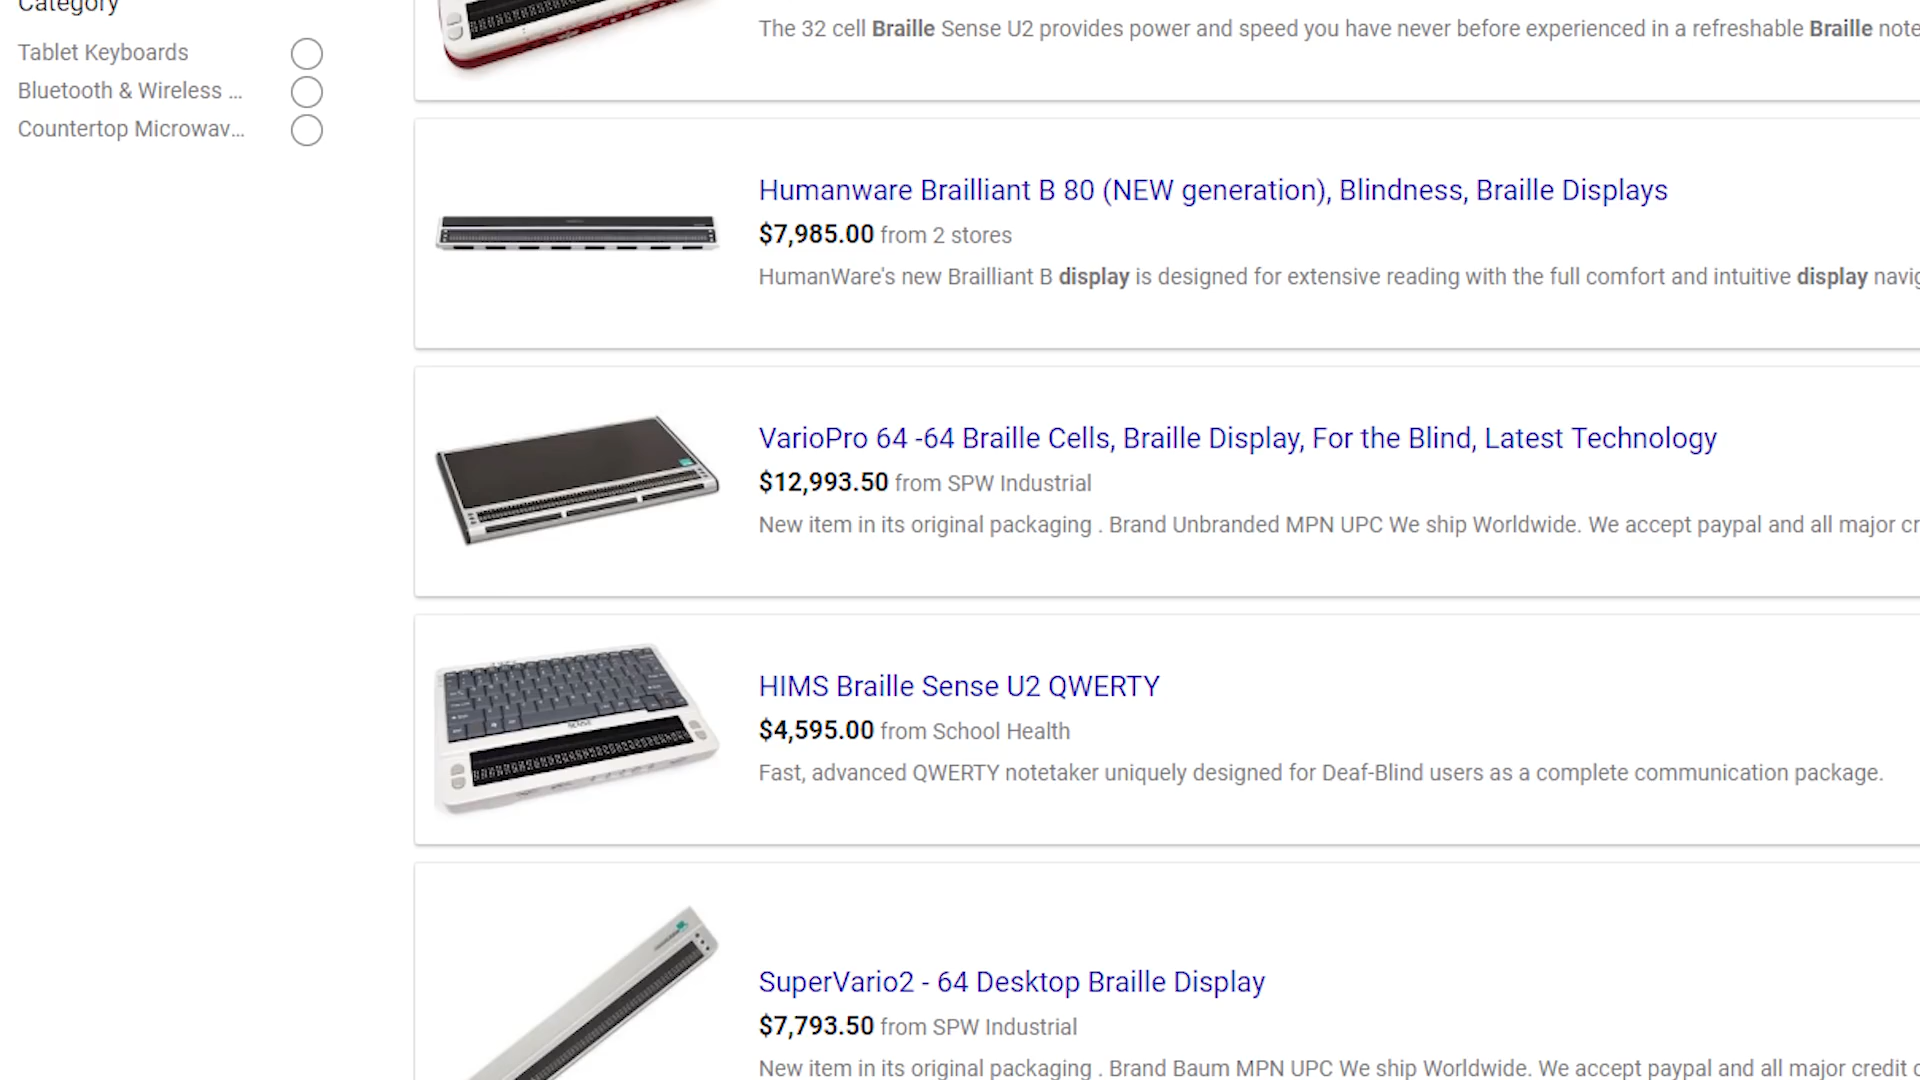 Category
Tablet Keyboards
Bluetooth & Wireless ...
Countertop Microwav...
The 32 cell Braille Sense U2 provides power and speed you have never before experienced in a refreshable Braille note
Humanware Brailliant B 80 (NEW generation), Blindness, Braille Displays
$7,985.00 from 2 stores
HumanWare's new Brailliant B display is designed for extensive reading with the full comfort and intuitive display navig
VarioPro 64 -64 Braille Cells, Braille Display, For the Blind, Latest Technology
$12,993.50 from SPW Industrial
New item in its original packaging . Brand Unbranded MPN UPC We ship Worldwide. We accept paypal and all major cr
HIMS Braille Sense U2 QWERTY
$4,595.00 from School Health
Fast, advanced QWERTY notetaker uniquely designed for Deaf-Blind users as a complete communication package.
SuperVario2 - 64 Desktop Braille Display
$7,793.50 from SPW Industrial
New item in its original packaging . Brand Baum MPN UPC We ship Worldwide. We accept paypal and all major credit c